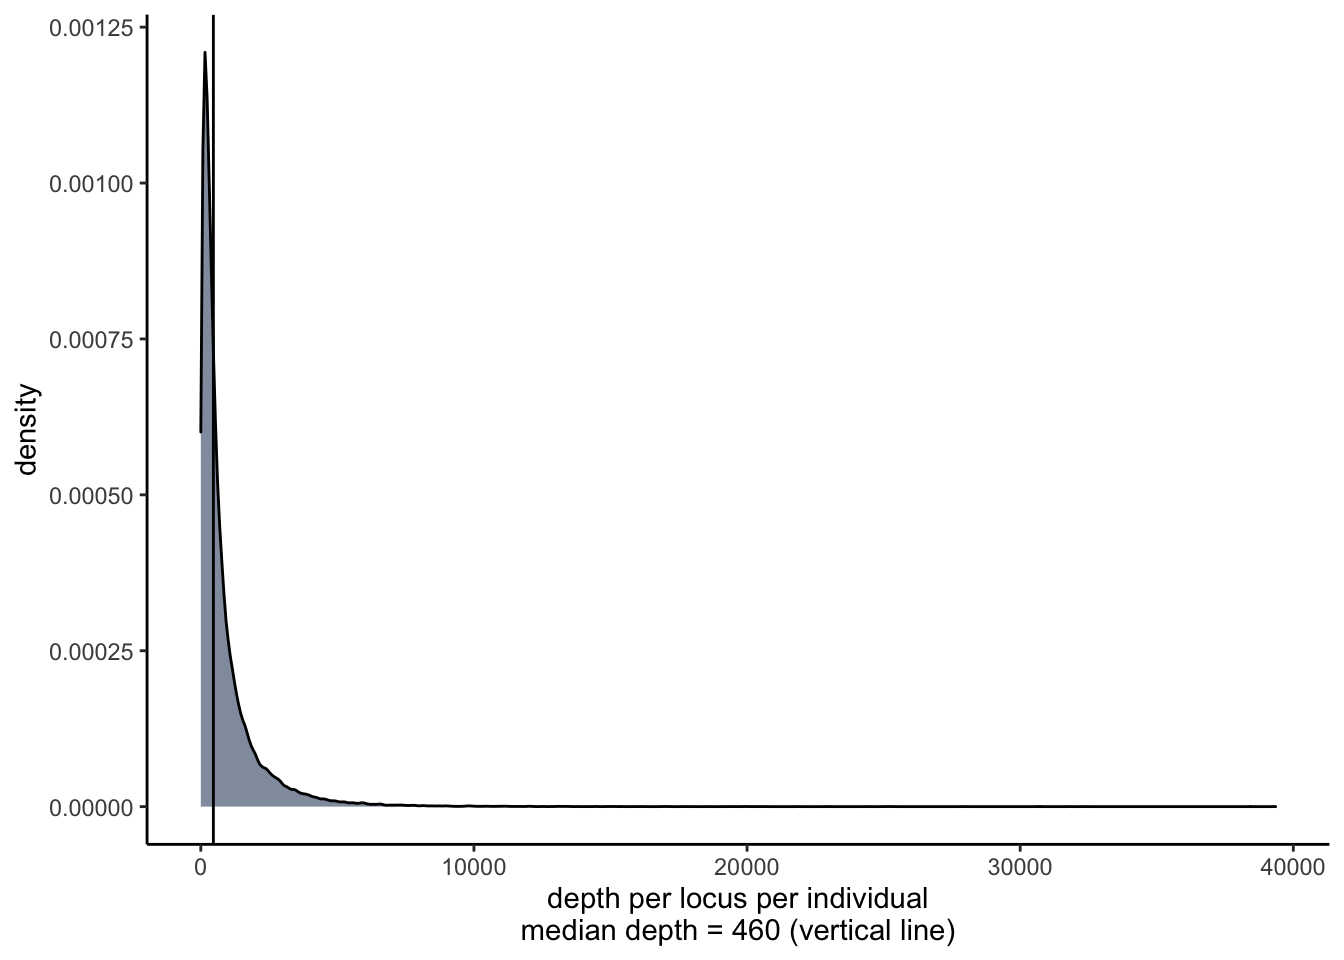 0.00125
0.00100
0.00075
0.00050
0.00025
0.00000
density
0 10000 20000 30000 40000
depth per locus per individual
median depth = 460 (vertical line)